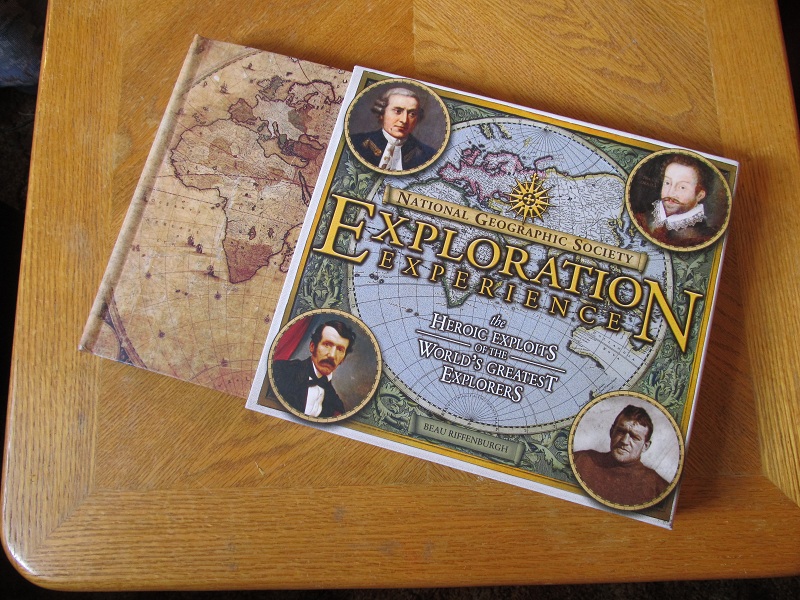 NATIONAL GEOGRAPHIC SOCIETY
EXPLORATION
EXPERIENCE
the
HEROIC EXPLOITS
OF THE
WORLD'S GREATEST
EXPLORERS
BEAU RIFFENBURGH